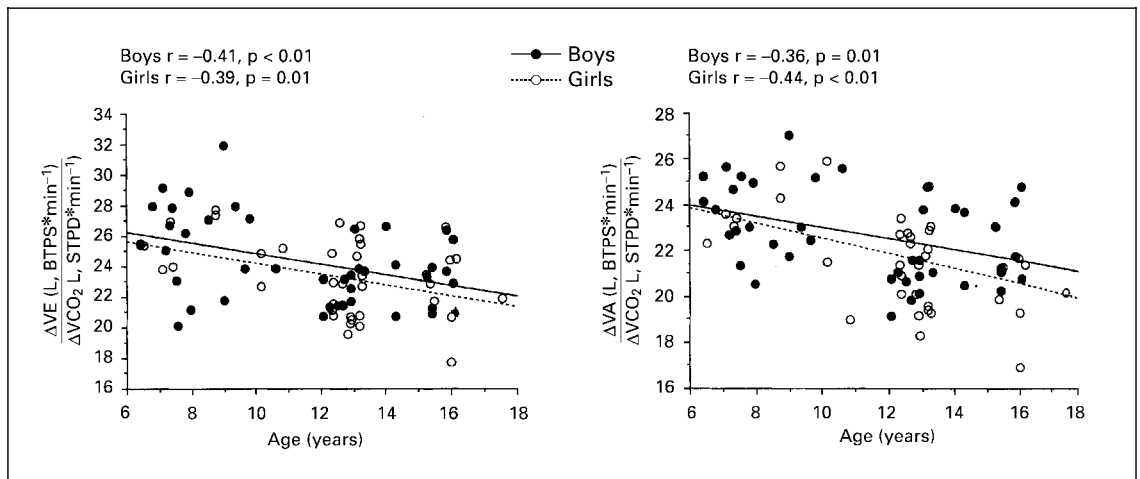 Boys r = –0.41, p < 0.01
Girls r = –0.39, p = 0.01
Boys
Girls
Boys r = –0.36, p = 0.01
Girls r = –0.44, p < 0.01
34
32
30
28
26
24
22
20
18
16
ΔVE (L, BTPS*min–1)
ΔVCO2 L, STPD*min–1)
6
8
10
12
14
16
18
Age (years)
28
26
24
22
20
18
16
ΔVA (L, BTPS*min–1)
ΔVCO2 L, STPD*min–1)
6
8
10
12
14
16
18
Age (years)